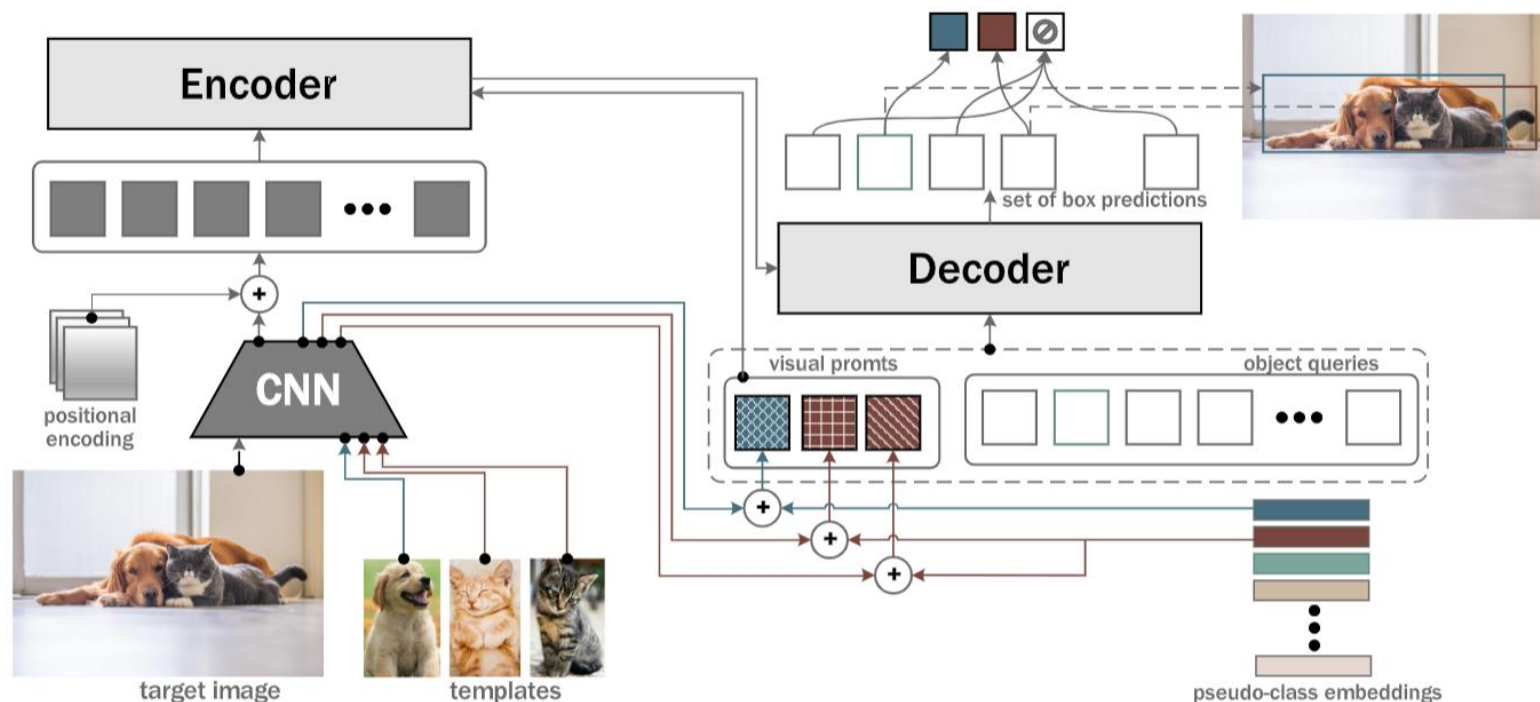 Encoder
set of box predictions
Decoder
+
CNN
visual promts
object queries
positional
encoding
+
+
+
target image
templates
pseudo-class embeddings